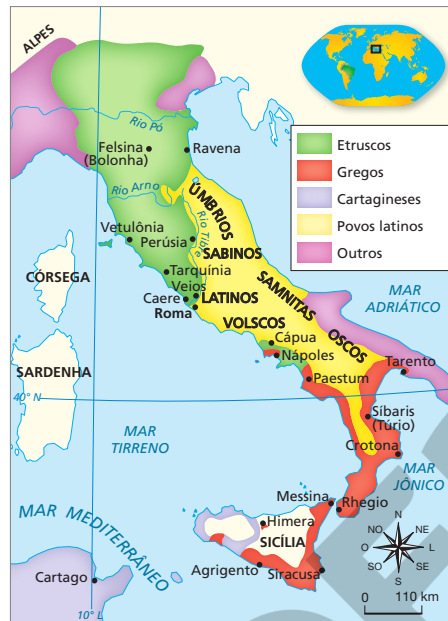 ALPES
Rio Pó
Felsina
(Bolonha)
Ravena
Rio Arno
ÚMBRIOS
Rio Tibre
Vetulônia
Perúsia
SABINOS
Tarquínia
Veios
Caere
LATINOS
Roma
VOLSCOS
SAMNITAS
OSCOS
CÓRSEGA
SARDENHA
Cápua
Nápoles
Paestum
Tarento
Síbaris
(Túrio)
Crotona
MAR
ADRIÁTICO
40° N
MAR
TIRRENO
MAR
JÔNICO
MAR MEDITERRÂNEO
Messina
Rhegio
Himera
SICÍLIA
Agrigento
Siracusa
Cartago
10° L
Etruscos
Gregos
Cartagineses
Povos latinos
Outros
N
NO
NE
O
L
SO
SE
S
0
110 km